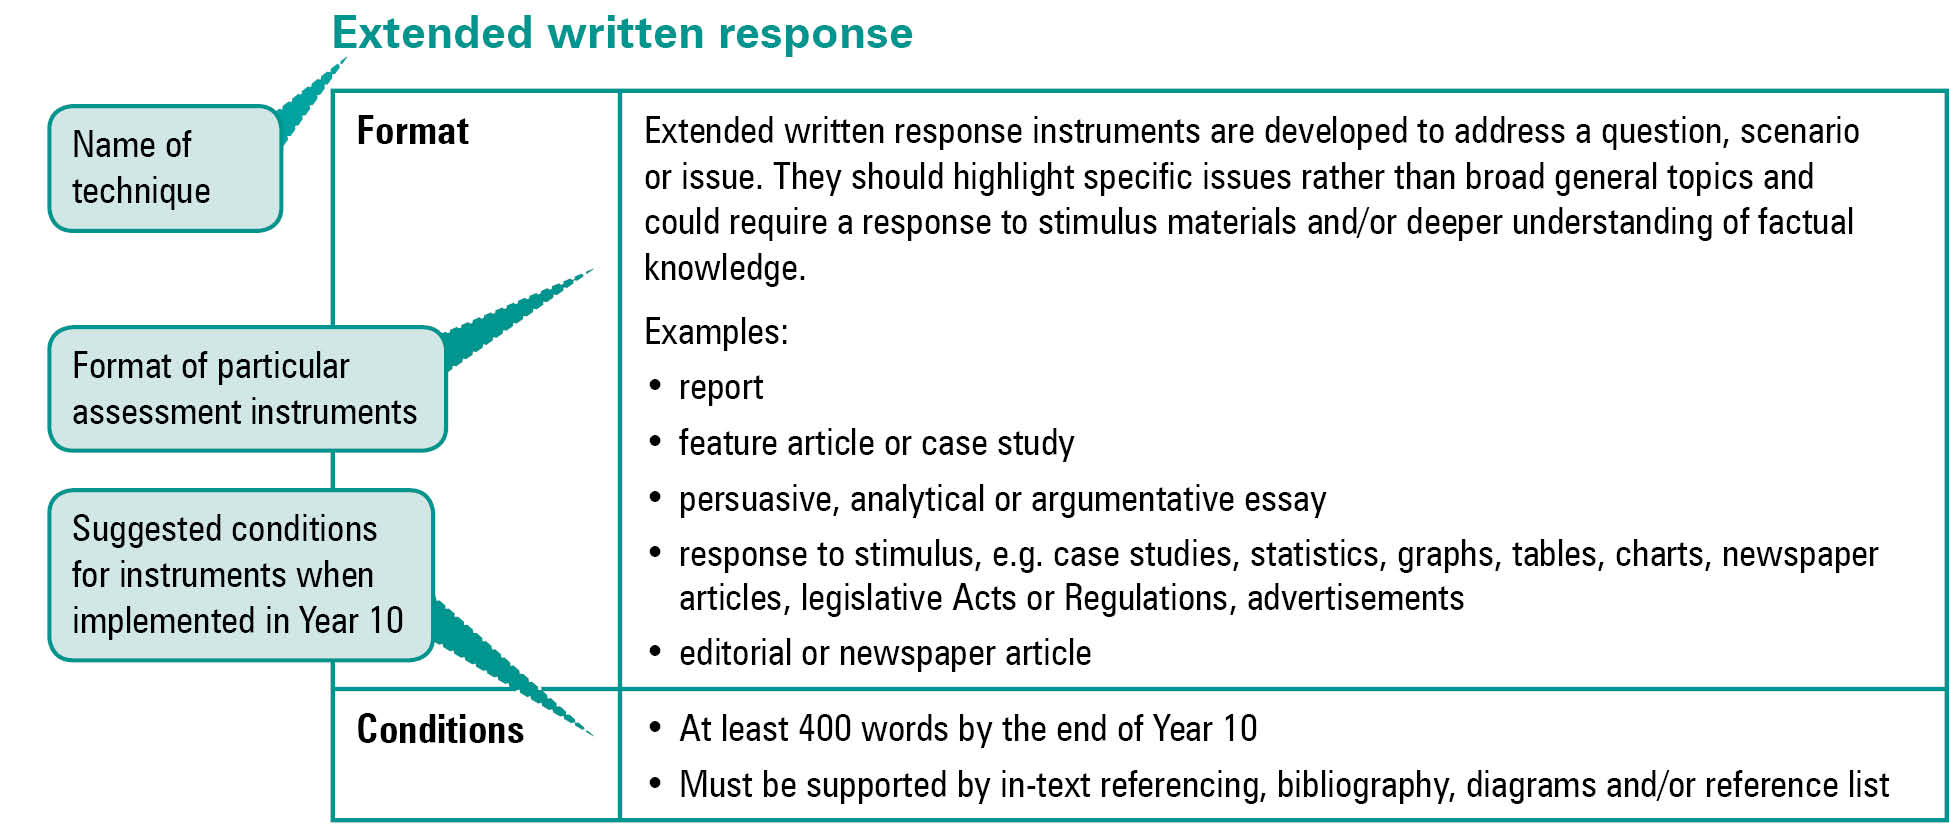 Extended written response
Name of
technique
Format of particular
assessment instruments
Suggested conditions
for instruments when
implemented in Year 10
Format
Extended written response instruments are developed to address a question, scenario
or issue. They should highlight specific issues rather than broad general topics and
could require a response to stimulus materials and/or deeper understanding of factual
knowledge.
Examples:
• report
• feature article or case study
• persuasive, analytical or argumentative essay
• response to stimulus, e.g. case studies, statistics, graphs, tables, charts, newspaper
articles, legislative Acts or Regulations, advertisements
• editorial or newspaper article
Conditions
• At least 400 words by the end of Year 10
• Must be supported by in-text referencing, bibliography, diagrams and/or reference list